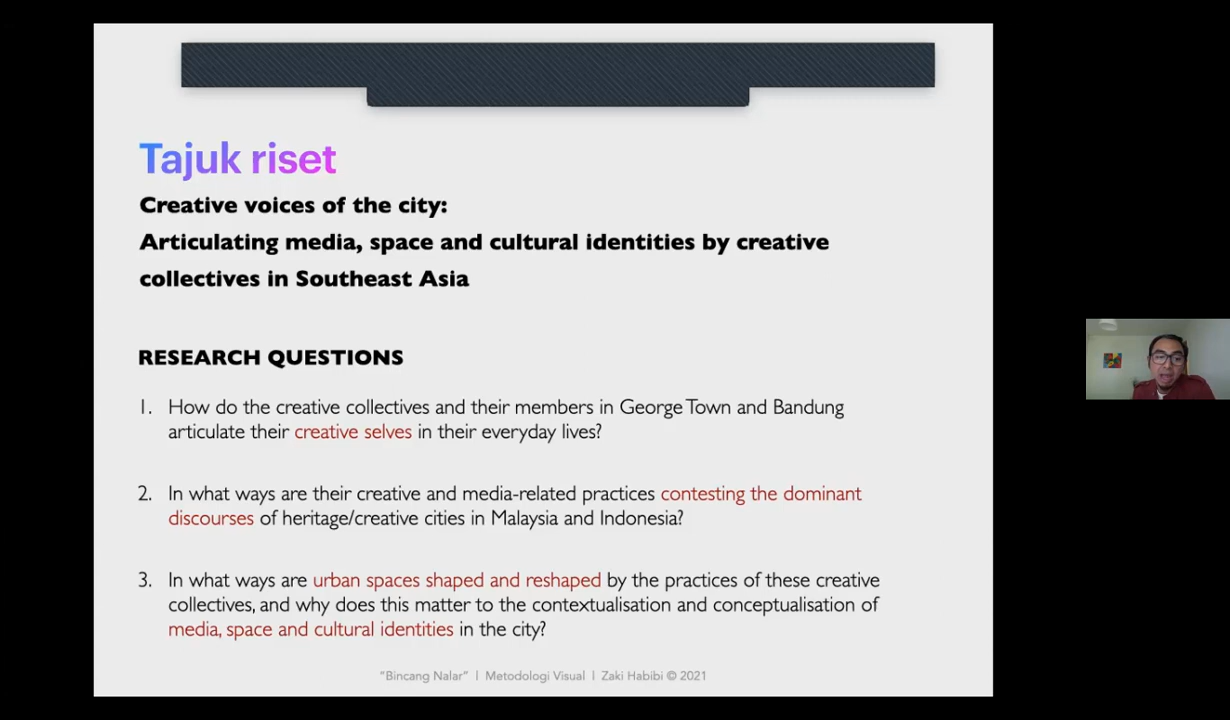 Tajuk riset
Creative voices of the city:
Articulating media, space and cultural identities by creative
collectives in Southeast Asia
RESEARCH QUESTIONS
1. How do the creative collectives and their members in George Town and Bandung
articulate their creative selves in their everyday lives?
2. In what ways are their creative and media-related practices contesting the dominant
discourses of heritage/creative cities in Malaysia and Indonesia?
3. In what ways are urban spaces shaped and reshaped by the practices of these creative
collectives, and why does this matter to the contextualisation and conceptualisation of
media, space and cultural identities in the city?
“Bincang Nalar” | Metodologi Visual | Zaki Habibi © 2021